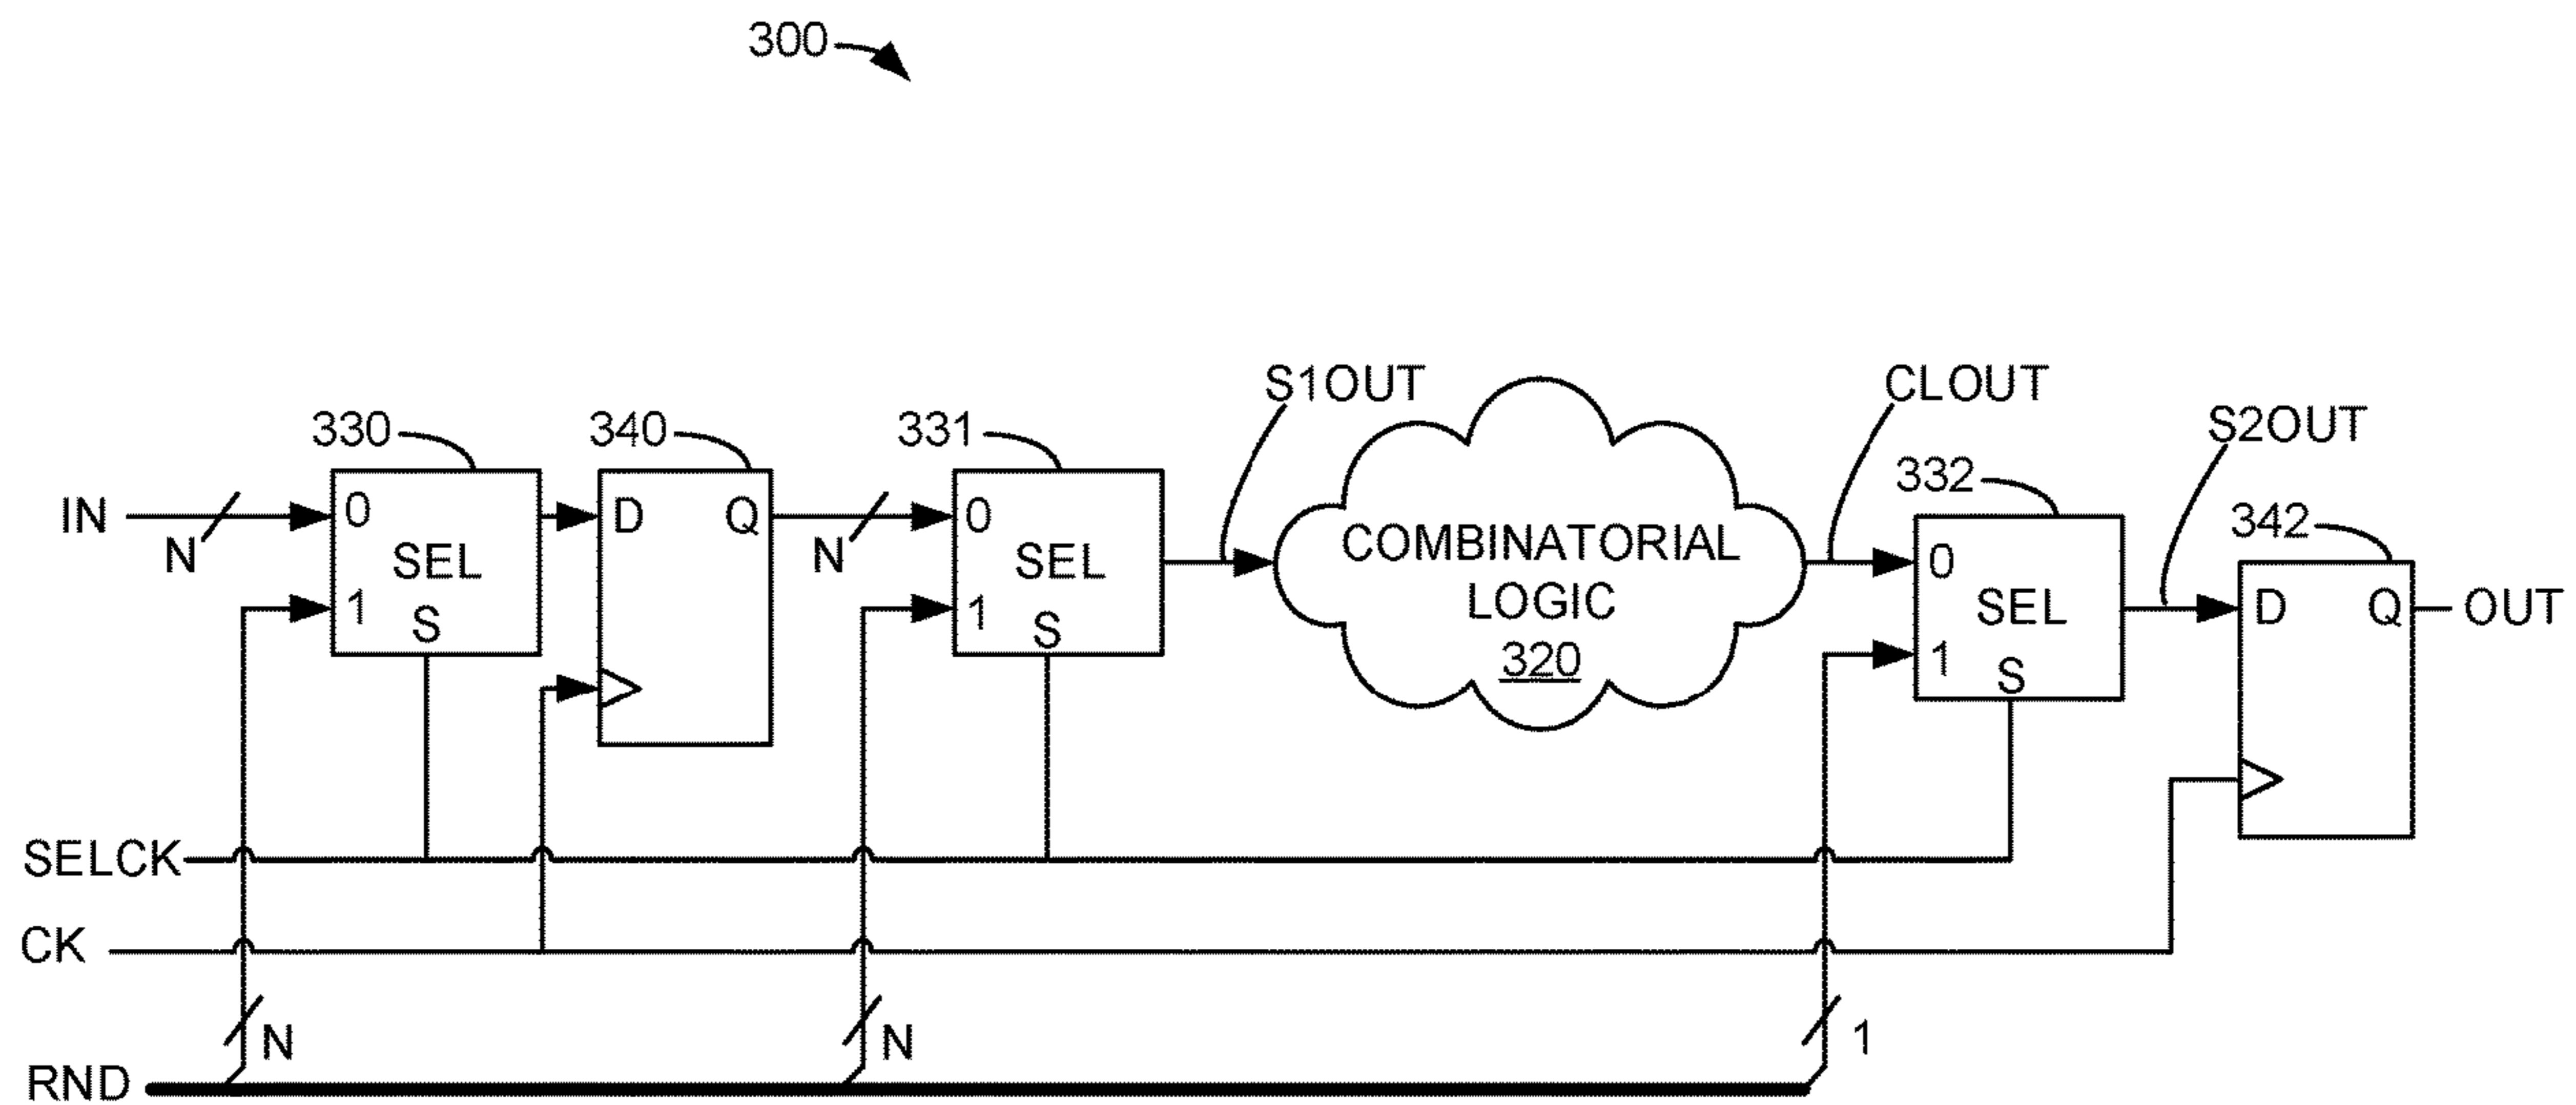 300
S1OUT
CLOUT
S2OUT
330
340
331
332
342
IN
N
0
1
SEL
S
D
Q
N
0
1
SEL
S
COMBINATORIAL
LOGIC
320
0
1
SEL
S
D
Q
OUT
SELCK
CK
N
N
1
RND